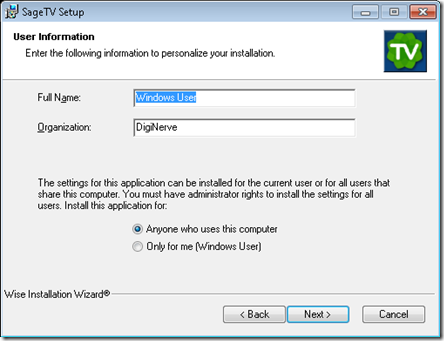 SageTV Setup
User Information
Enter the following information to personalize your installation.
TV
Full Name:
Windows User
Organization:
DigiNerve
The settings for this application can be installed for the current user or for all users that
share this computer. You must have administrator rights to install the settings for all
users. Install this application for:
Anyone who uses this computer
Only for me (Windows User)
Wise Installation Wizard®
< Back
Next >
Cancel